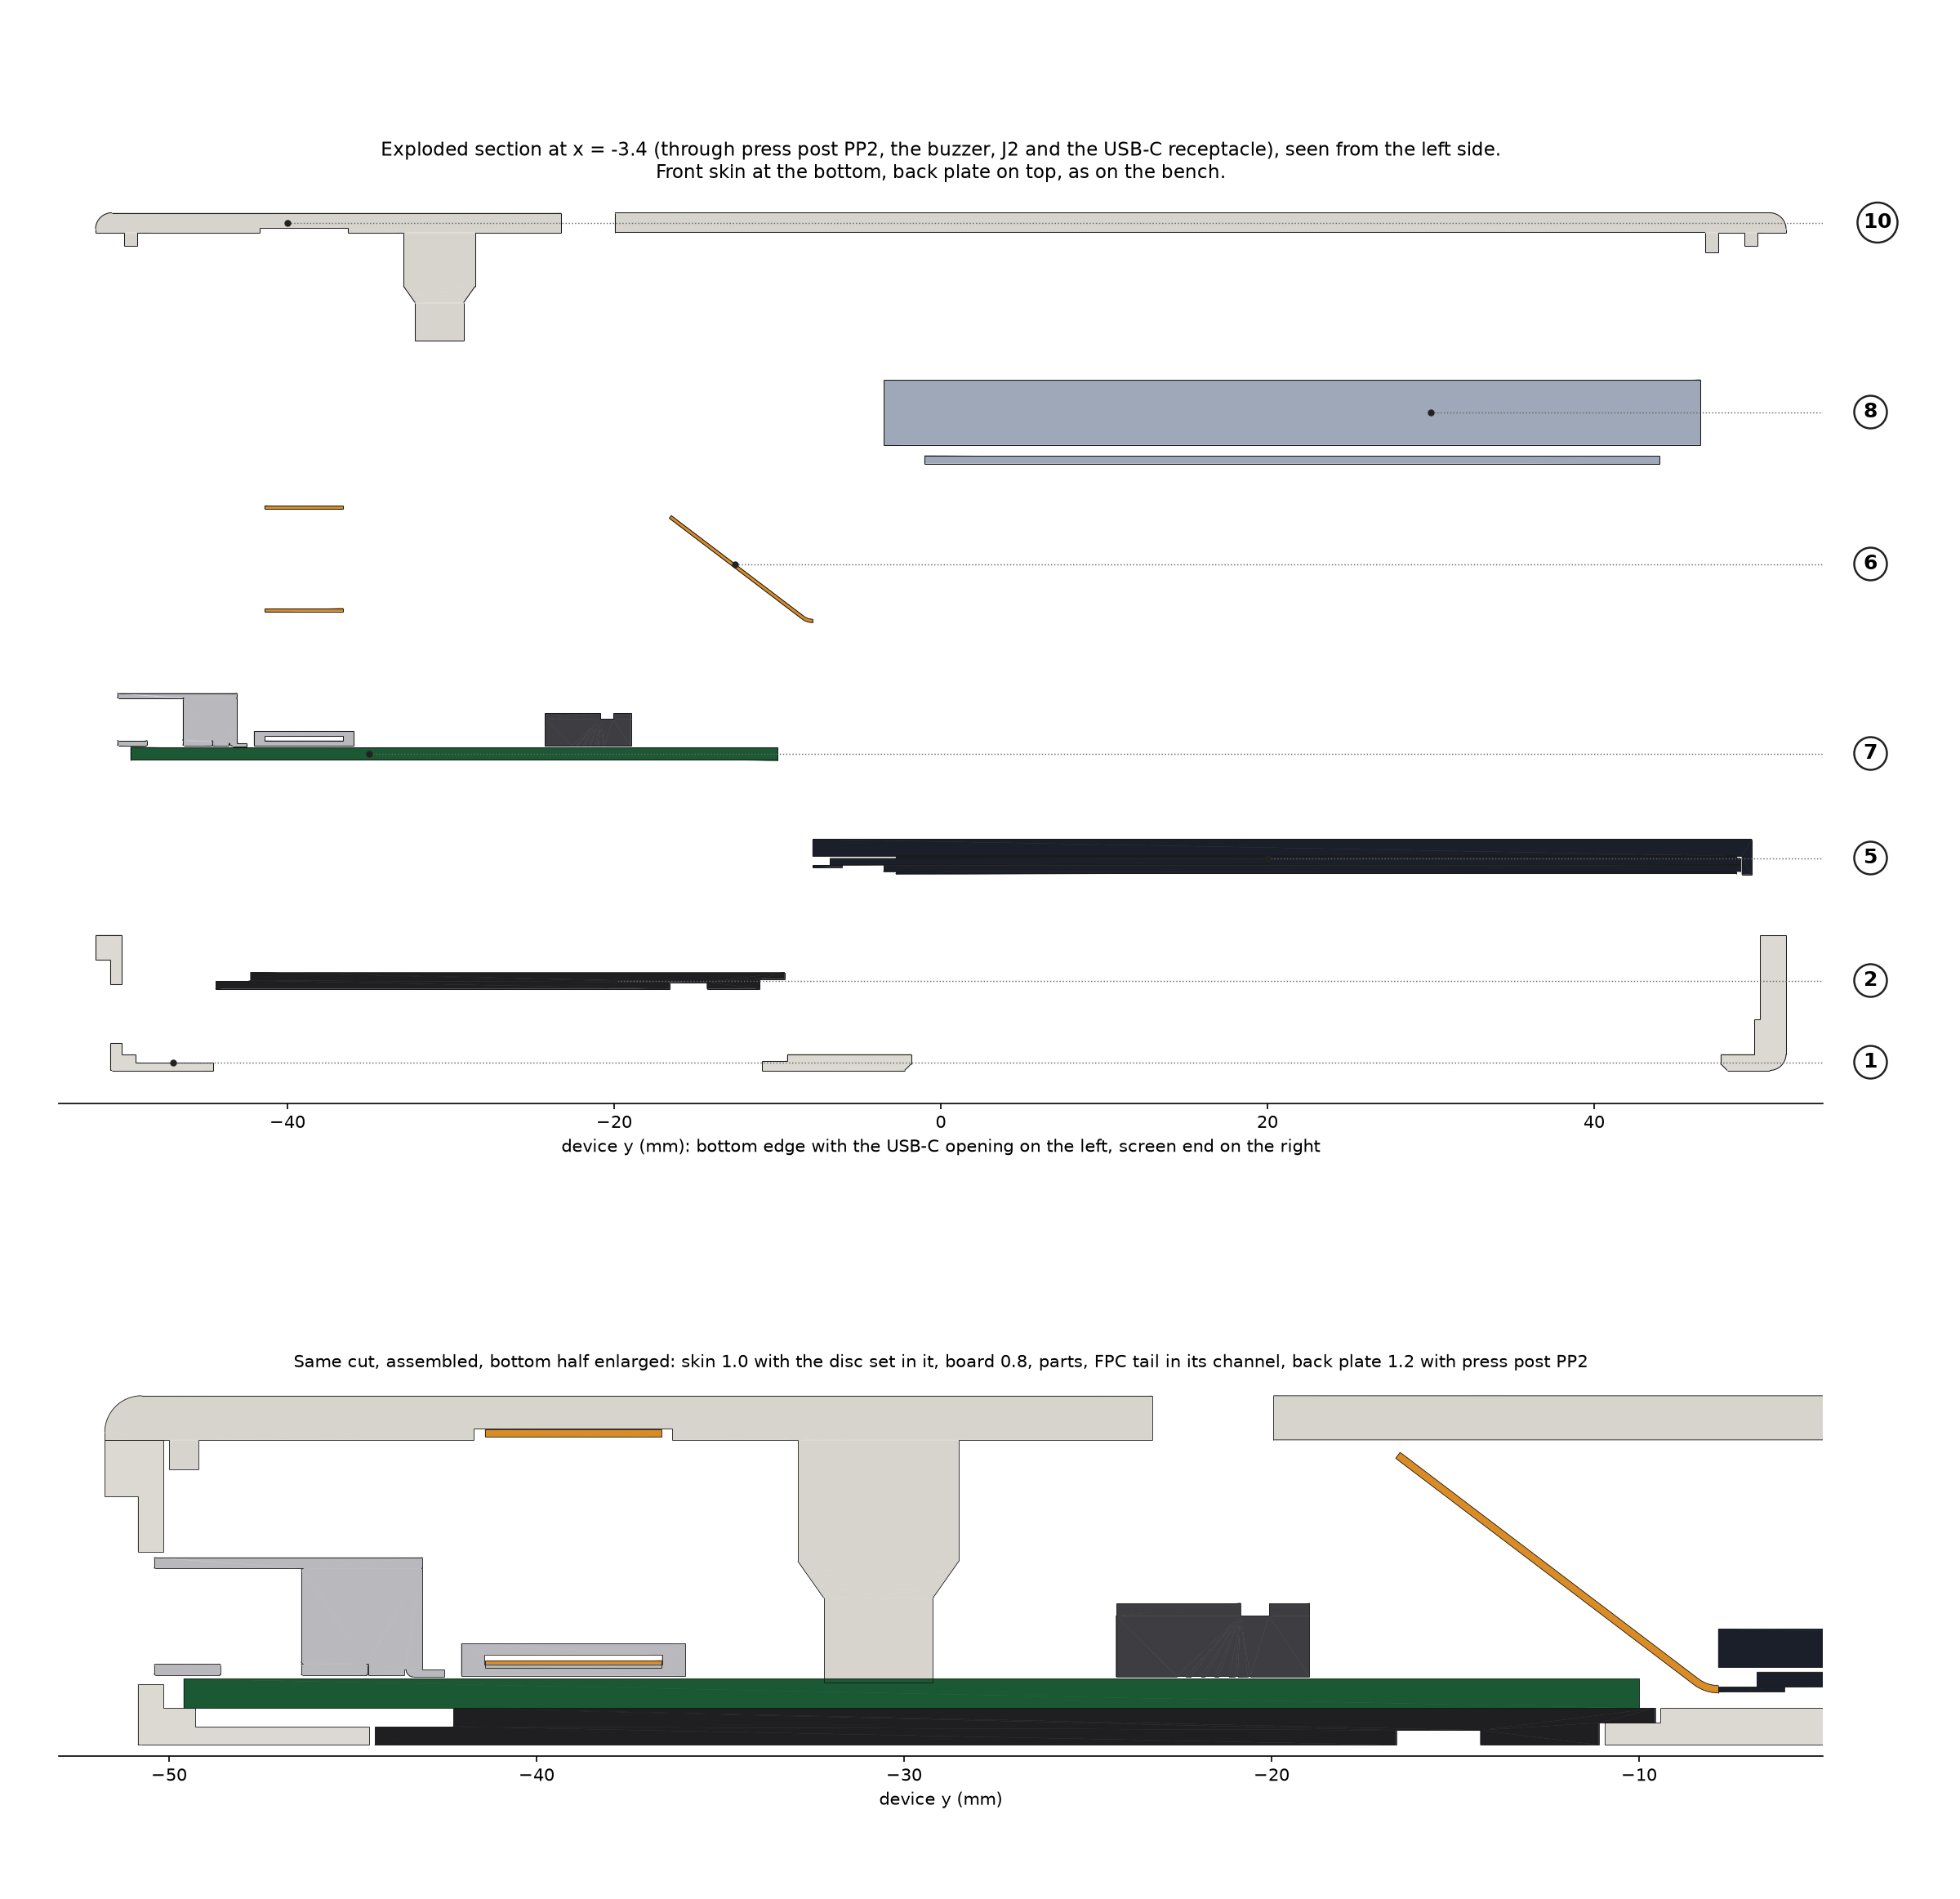 Exploded section at x = -3.4 (through press post PP2, the buzzer, J2 and the USB-C receptacle), seen from the left side.
Front skin at the bottom, back plate on top, as on the bench.
10
8
6
7
5
2
1
−40 −20 0 20 40
device y (mm): bottom edge with the USB-C opening on the left, screen end on the right
Same cut, assembled, bottom half enlarged: skin 1.0 with the disc set in it, board 0.8, parts, FPC tail in its channel, back plate 1.2 with press post PP2
−50 −40 −30 −20 −10
device y (mm)